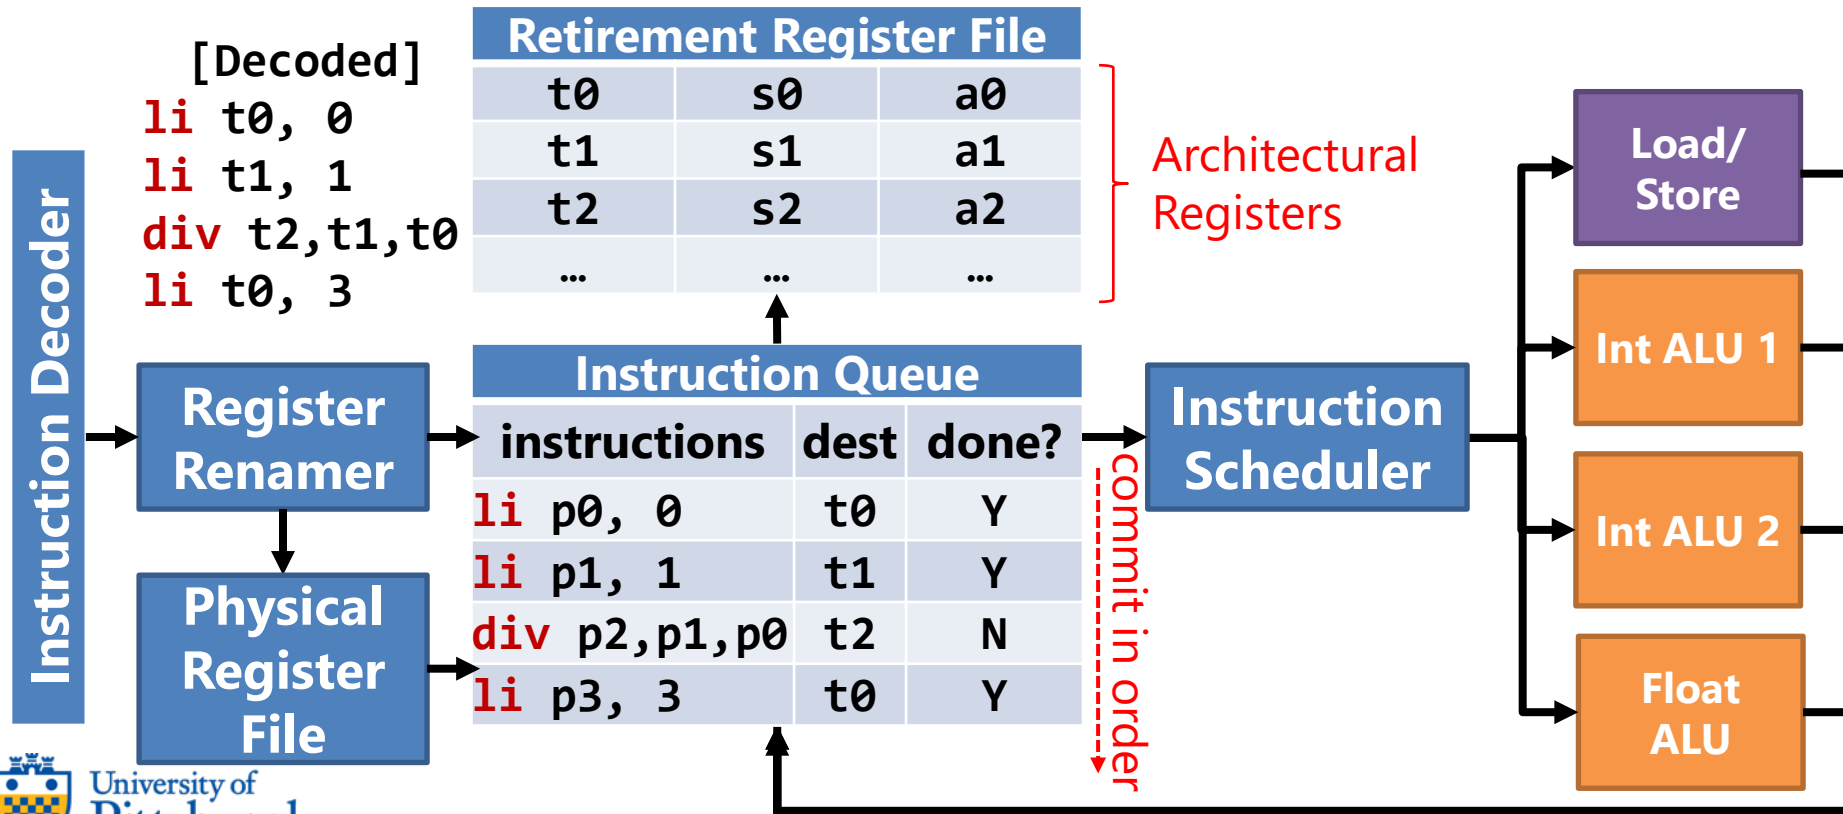 [Decoded]
li t0, 0
li t1, 1
div t2,t1,t0
li t0, 3
Instruction Decoder
Retirement Register File
t0 s0 a0
t1 s1 a1
t2 s2 a2
… … …
Architectural
Registers
Register
Renamer
Physical
Register
File
Instruction Queue
instructions dest done?
li p0, 0 t0 Y
li p1, 1 t1 Y
div p2,p1,p0 t2 N
li p3, 3 t0 Y
commit in order
Instruction
Scheduler
Load/
Store
Int ALU 1
Int ALU 2
Float
ALU
University of